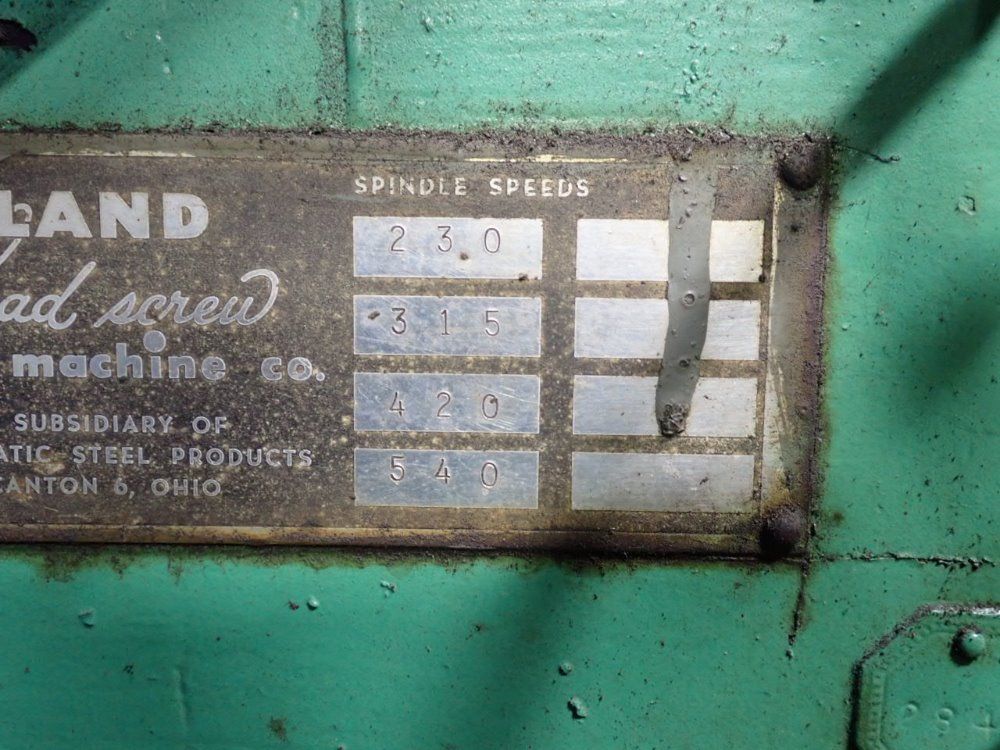 LAND
SPINDLE SPEEDS
230
ad screw
315
machine co.
420
SUBSIDIARY OF
ATIC STEEL PRODUCTS
540
CANTON 6, OHIO
284